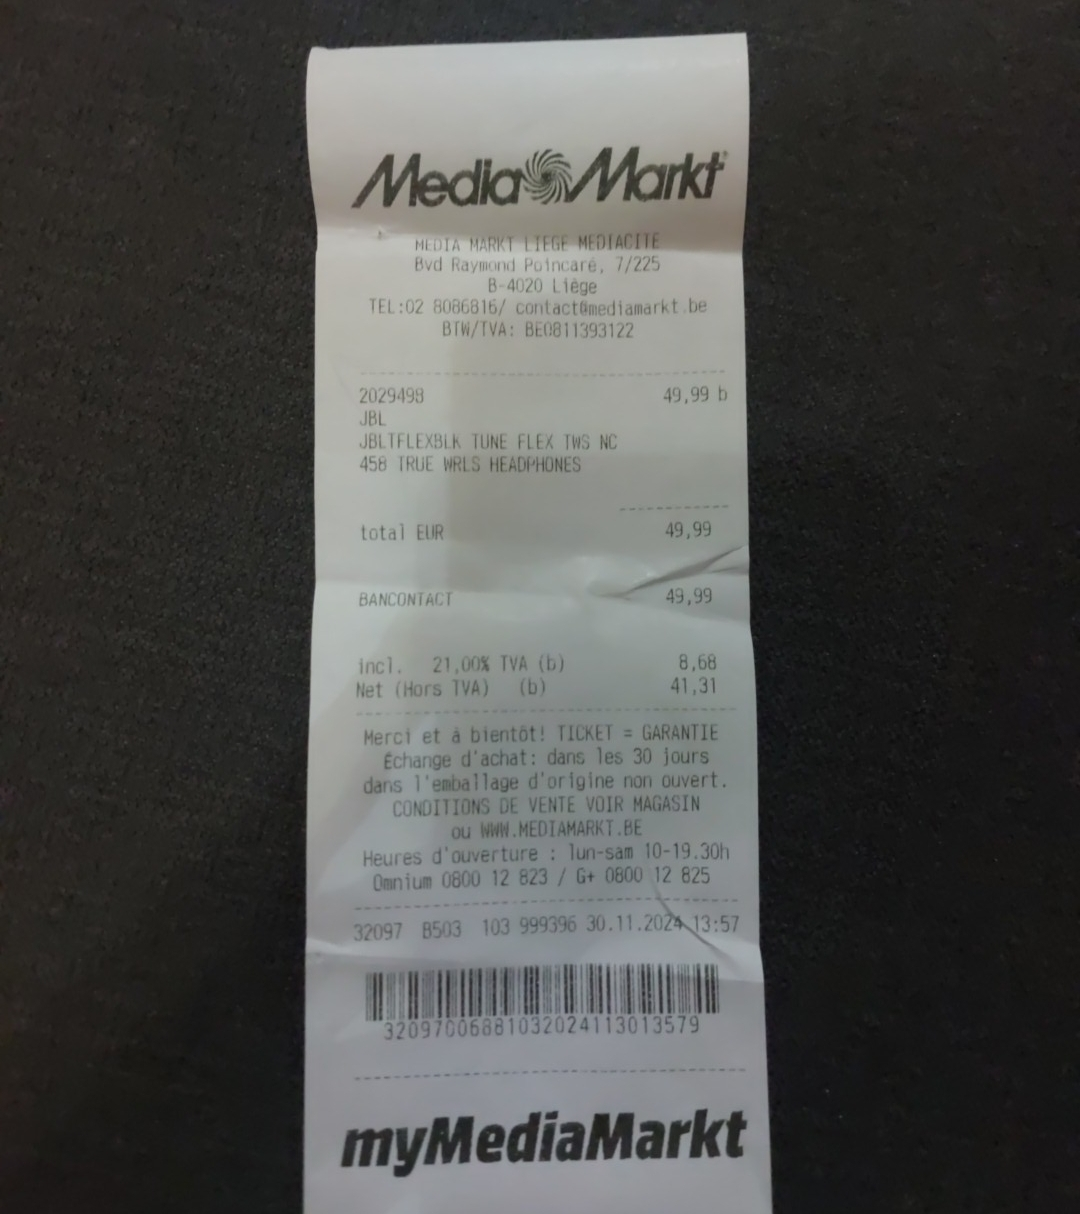 Media Markt
MEDIA MARKT LIEGE MEDIACITE
Bvd Raymond Poincaré, 7/225
B-4020 Liège
TEL:02 8086816/ contact@mediamarkt.be
BTW/TVA: BE0811393122
2029498 49,99 b
JBL
JBLTFLEXBLK TUNE FLEX TWS NC
458 TRUE WRLS HEADPHONES
total EUR 49,99
BANCONTACT 49,99
incl. 21,00% TVA (b) 8,68
Net (Hors TVA) (b) 41,31
Merci et à bientôt! TICKET = GARANTIE
Échange d'achat: dans les 30 jours
dans l'emballage d'origine non ouvert.
CONDITIONS DE VENTE VOIR MAGASIN
ou WWW.MEDIAMARKT.BE
Heures d'ouverture : lun-sam 10-19.30h
Omnium 0800 12 823 / G+ 0800 12 825
32097 B503 103 999396 30.11.2024 13:57
32097006881032024113013579
myMediaMarkt